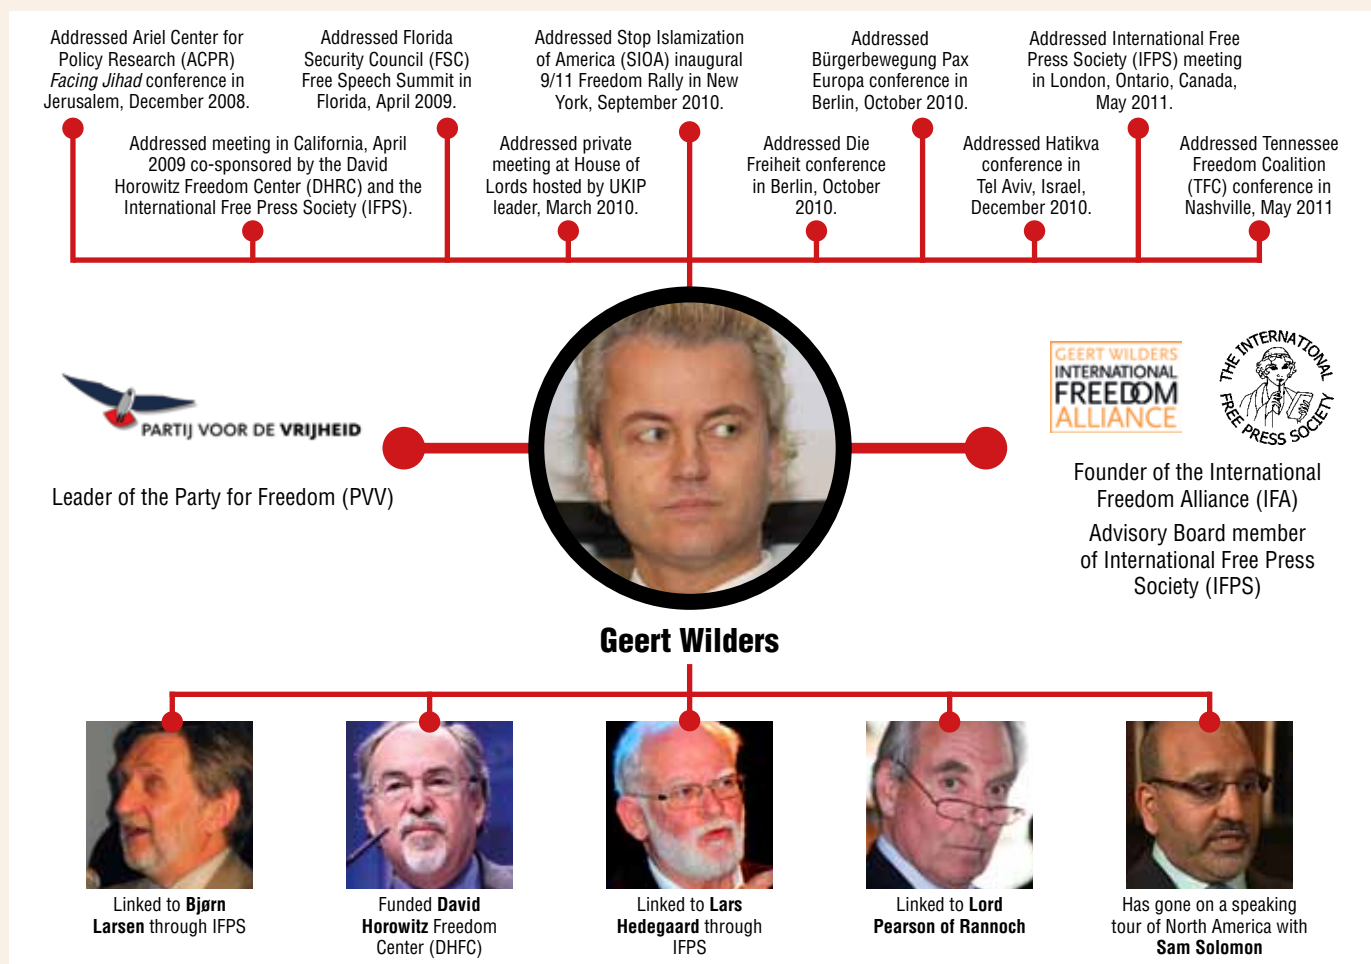 Addressed Ariel Center for
Policy Research (ACPR)
Facing Jihad conference in
Jerusalem, December 2008.
Addressed Florida
Security Council (FSC)
Free Speech Summit in
Florida, April 2009.
Addressed Stop Islamization
of America (SIOA) inaugural
9/11 Freedom Rally in New
York, September 2010.
Addressed
Bürgerbewegung Pax
Europa conference in
Berlin, October 2010.
Addressed International Free
Press Society (IFPS) meeting
in London, Ontario, Canada,
May 2011.
Addressed meeting in California, April
2009 co-sponsored by the David
Horowitz Freedom Center (DHRC) and the
International Free Press Society (IFPS).
Addressed private
meeting at House of
Lords hosted by UKIP
leader, March 2010.
Addressed Die
Freiheit conference
in Berlin, October
2010.
Addressed Hatikva
conference in
Tel Aviv, Israel,
December 2010.
Addressed Tennessee
Freedom Coalition
(TFC) conference in
Nashville, May 2011
PARTIJ VOOR DE VRIJHEID
Leader of the Party for Freedom (PVV)
GEERT WILDERS
INTERNATIONAL
FREEDOM
ALLIANCE
THE INTERNATIONAL
FREE PRESS SOCIETY
Founder of the International
Freedom Alliance (IFA)
Advisory Board member
of International Free Press
Society (IFPS)
Geert Wilders
Linked to Bjørn
Larsen through IFPS
Funded David
Horowitz Freedom
Center (DHFC)
Linked to Lars
Hedegaard through
IFPS
Linked to Lord
Pearson of Rannoch
Has gone on a speaking
tour of North America with
Sam Solomon